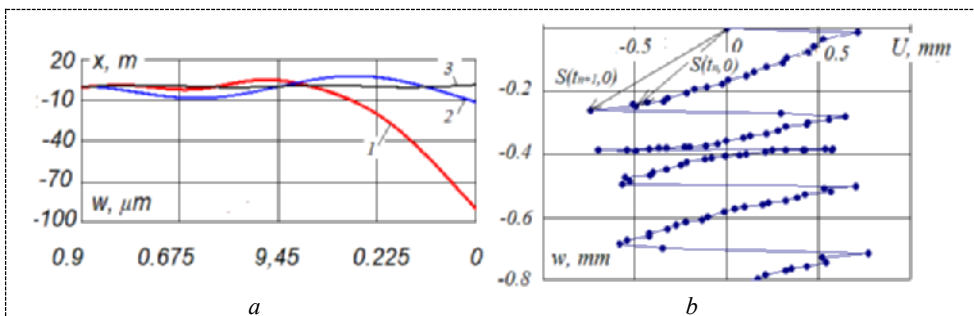 20
x, m
-10
-40
-70
w, μm
-100
0.9
0.675
9,45
0.225
0
1
2
3
a
-0.5
0
0.5
U, mm
S(tₙ₊₁,0)
S(tₙ,0)
-0.2
-0.4
-0.6
w, mm
-0.8
b